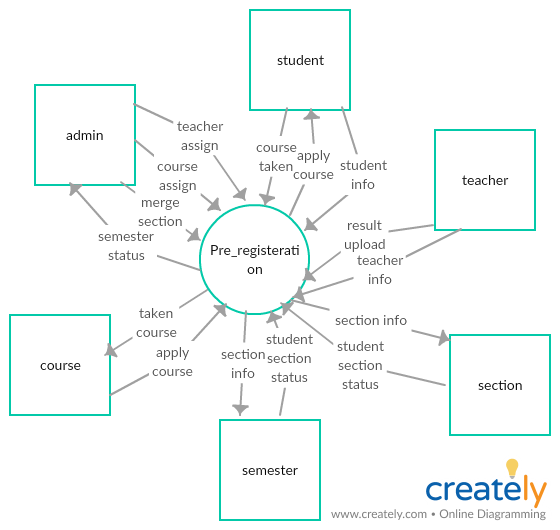 student
admin
teacher
assign
course
assign
merge
section
semester
status
course
taken
apply
course
student
info
teacher
result
upload
teacher
info
Pre_registerati
on
taken
course
apply
course
course
section
info
student
section
status
section info
student
section
status
section
semester
creately
www.creately.com • Online Diagramming